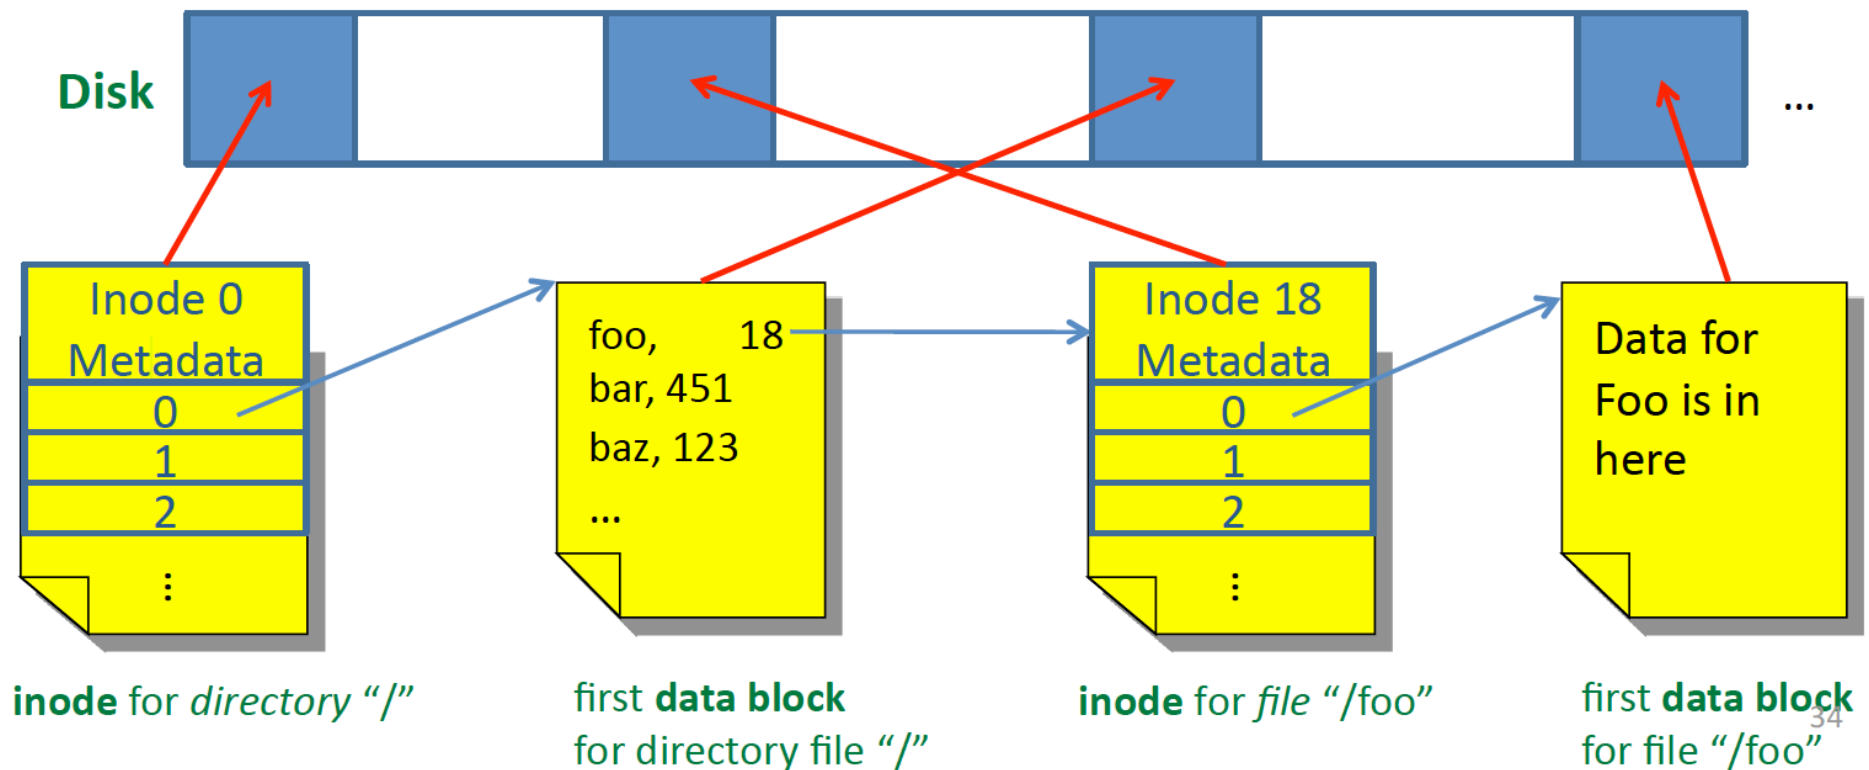 Disk
...
Inode 0
Metadata
0
1
2
...
inode for directory “/”
foo, 18
bar, 451
baz, 123
...
first data block
for directory file “/”
Inode 18
Metadata
0
1
2
...
inode for file “/foo”
Data for
Foo is in
here
first data block
for file “/foo”
34